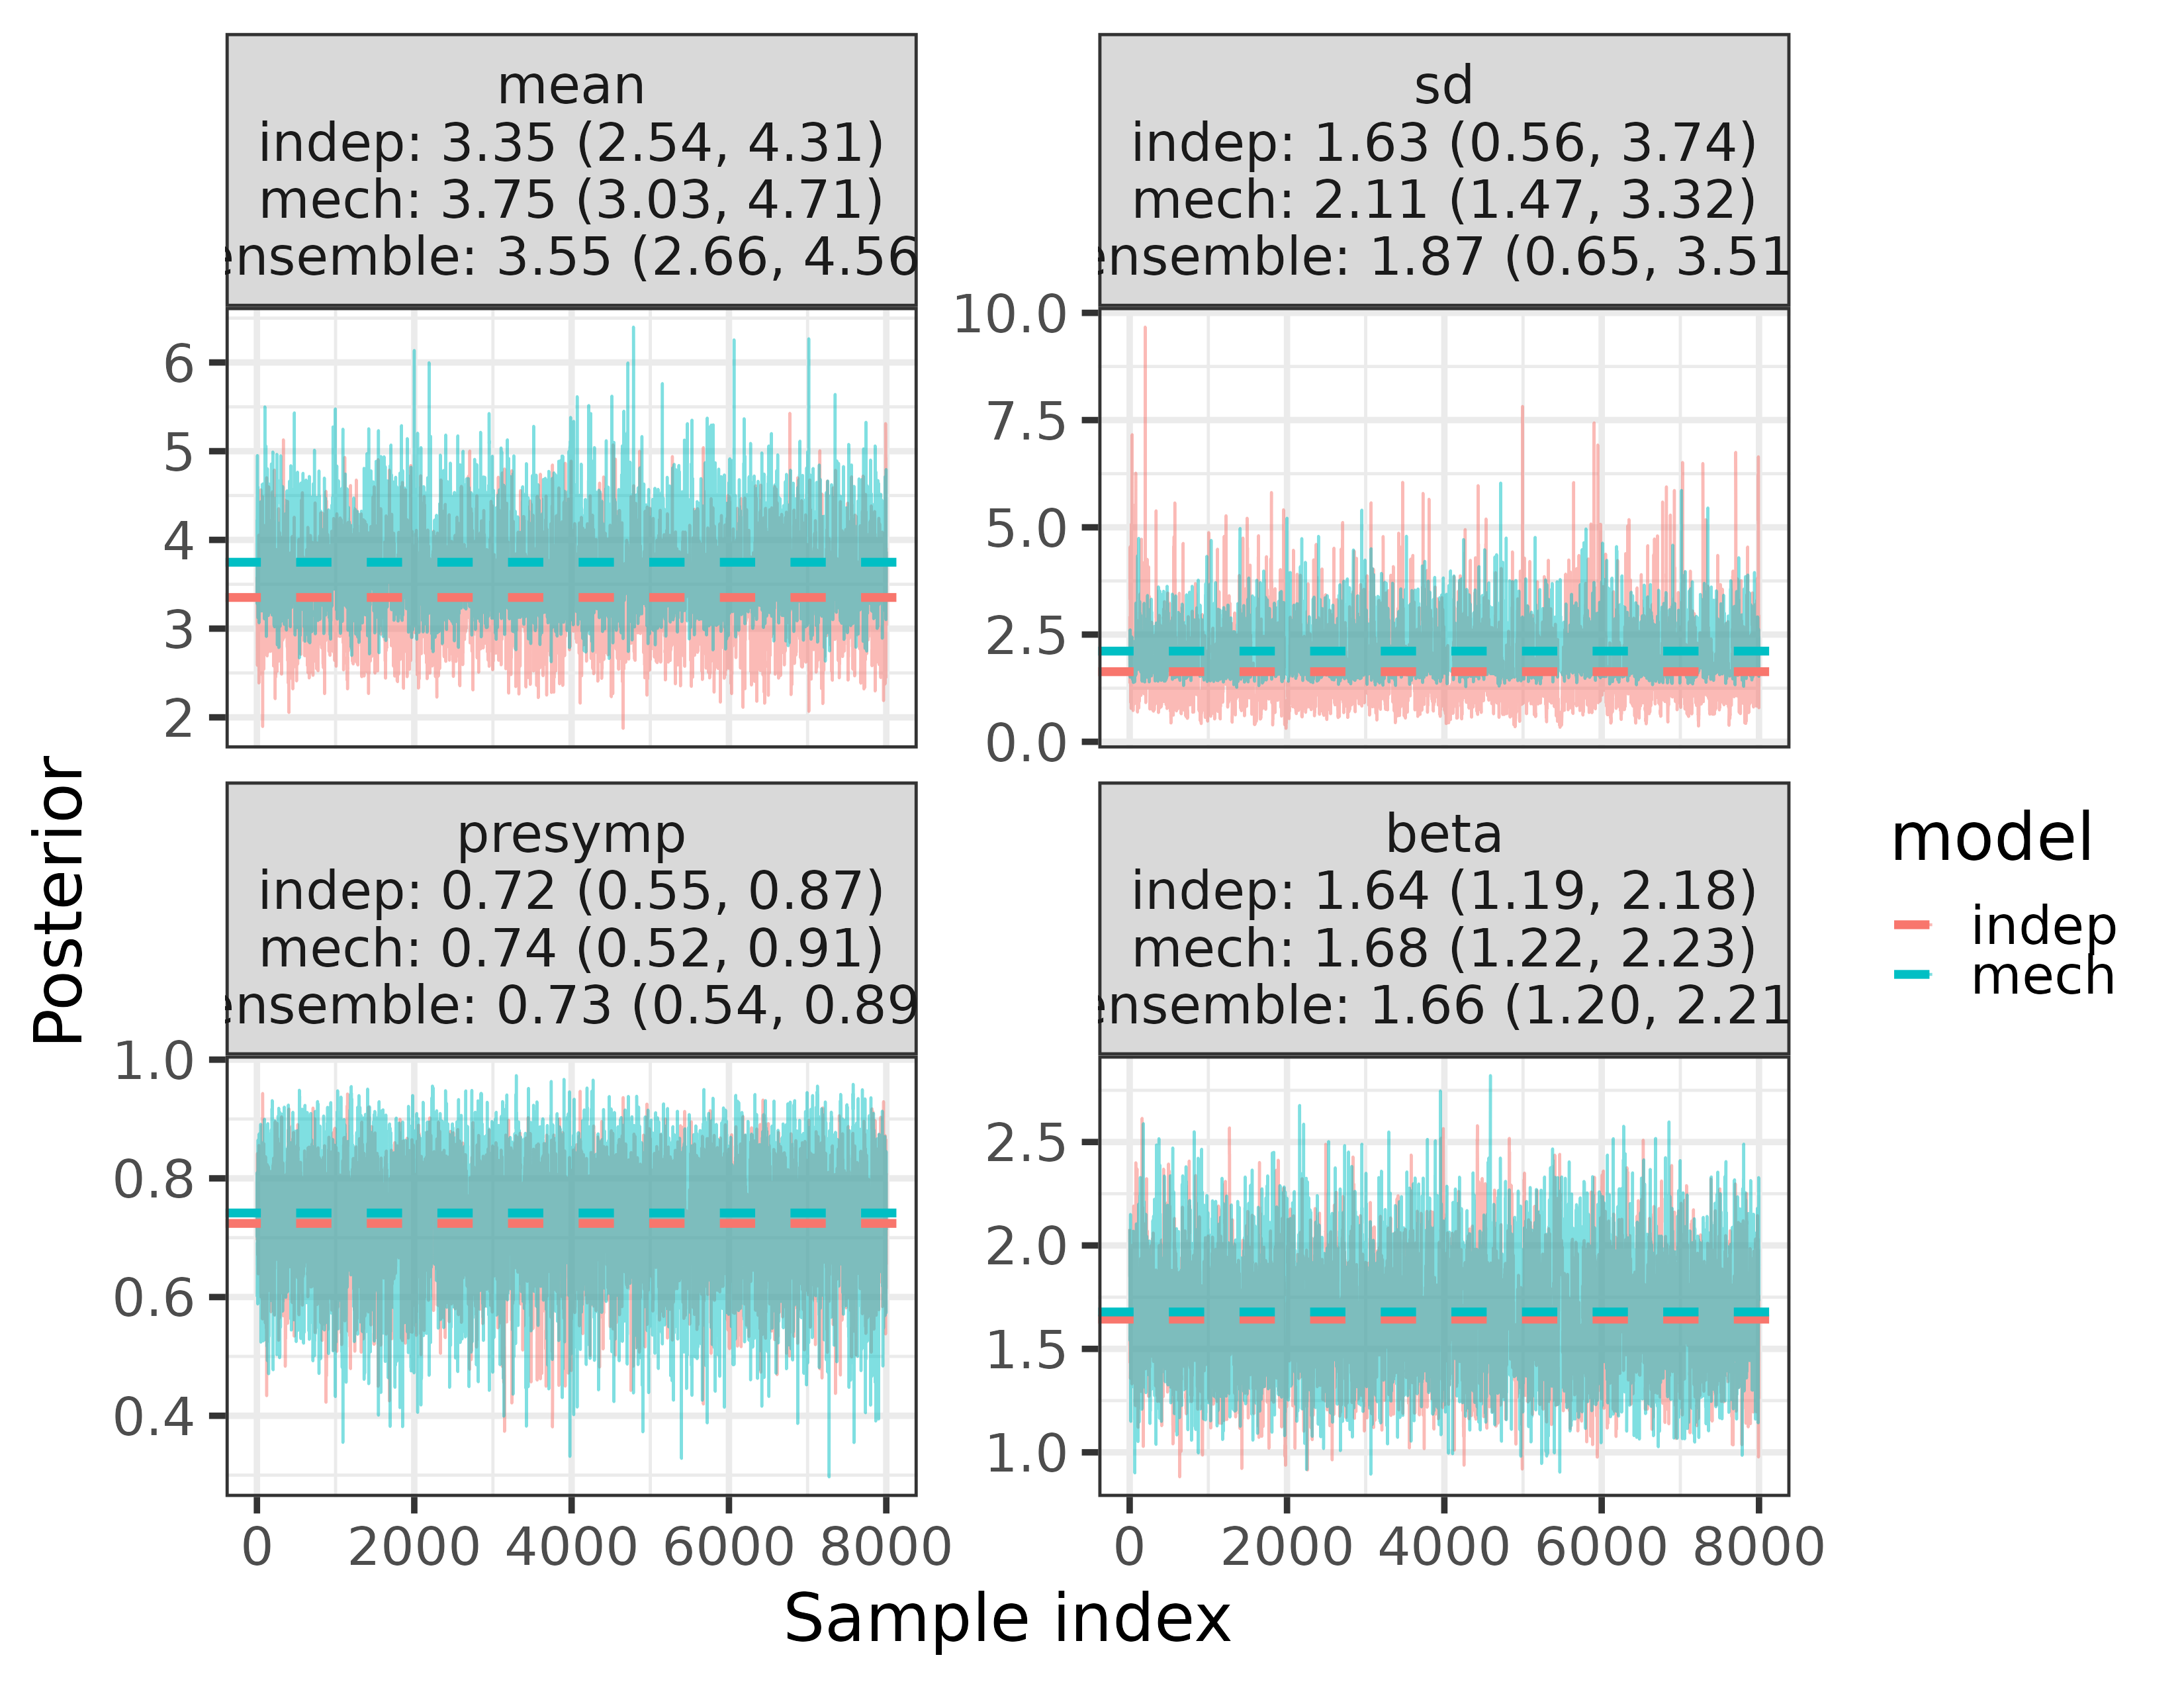 mean
indep: 3.35 (2.54, 4.31)
mech: 3.75 (3.03, 4.71)
ensemble: 3.55 (2.66, 4.56
sd
indep: 1.63 (0.56, 3.74)
mech: 2.11 (1.47, 3.32)
ensemble: 1.87 (0.65, 3.51
6
5
4
3
2
10.0
7.5
5.0
2.5
0.0
presymp
indep: 0.72 (0.55, 0.87)
mech: 0.74 (0.52, 0.91)
ensemble: 0.73 (0.54, 0.89
beta
indep: 1.64 (1.19, 2.18)
mech: 1.68 (1.22, 2.23)
ensemble: 1.66 (1.20, 2.21
1.0
0.8
0.6
0.4
2.5
2.0
1.5
1.0
0 2000 4000 6000 8000
0 2000 4000 6000 8000
Sample index
Posterior
model
indep
mech